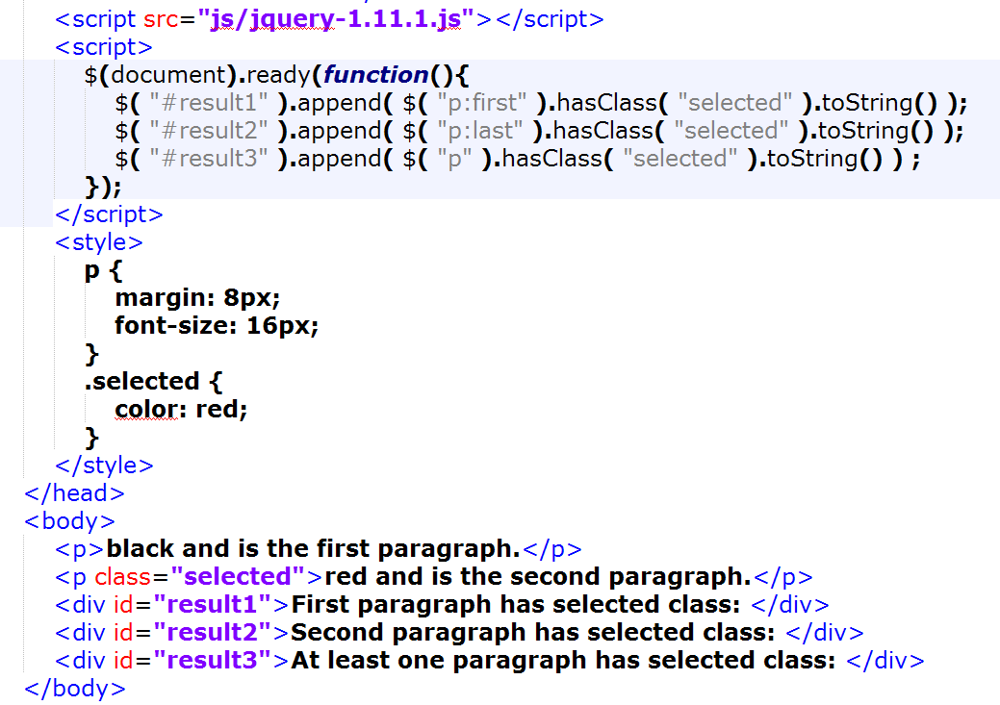 <script src="js/jquery-1.11.1.js"></script>
<script>
$(document).ready(function(){
$( "#result1" ).append( $( "p:first" ).hasClass( "selected" ).toString() );
$( "#result2" ).append( $( "p:last" ).hasClass( "selected" ).toString() );
$( "#result3" ).append( $( "p" ).hasClass( "selected" ).toString() ) ;
});
</script>
<style>
p {
margin: 8px;
font-size: 16px;
}
.selected {
color: red;
}
</style>
</head>
<body>
<p>black and is the first paragraph.</p>
<p class="selected">red and is the second paragraph.</p>
<div id="result1">First paragraph has selected class: </div>
<div id="result2">Second paragraph has selected class: </div>
<div id="result3">At least one paragraph has selected class: </div>
</body>